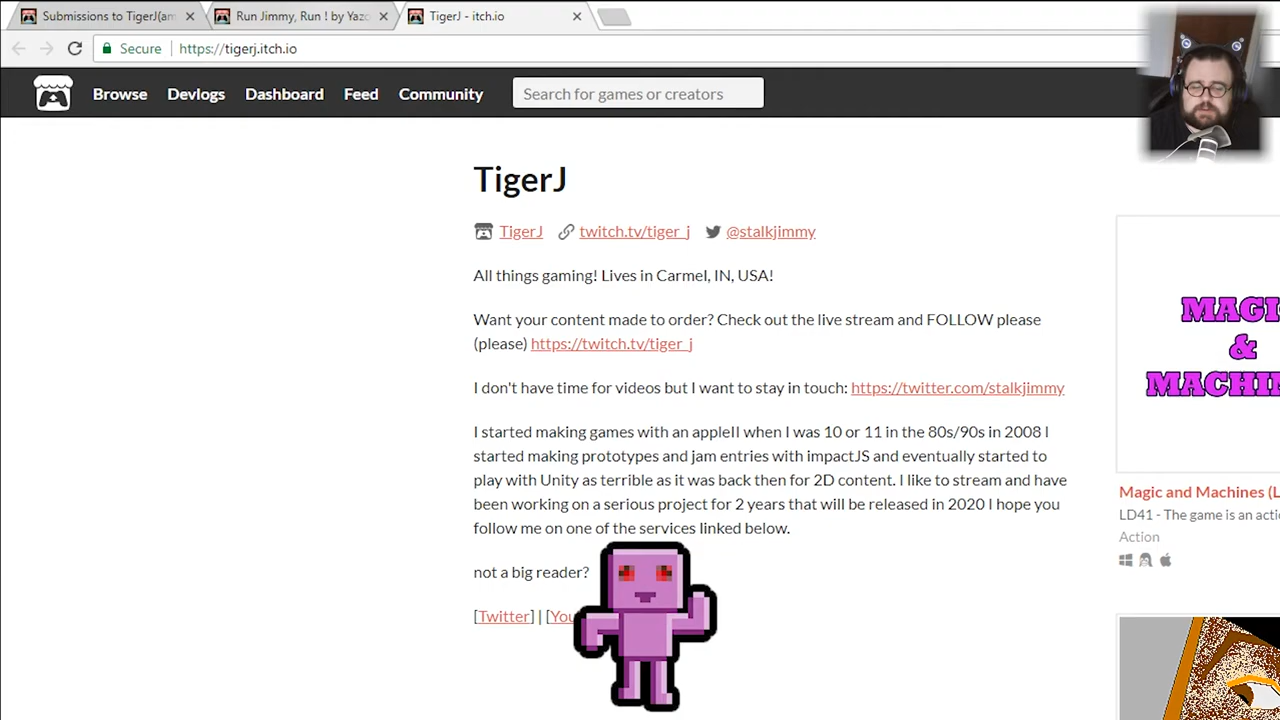 Submissions to TigerJ(am
Run Jimmy, Run ! by Yazo
TigerJ - itch.io
Secure
https://tigerj.itch.io
Browse
Devlogs
Dashboard
Feed
Community
Search for games or creators
TigerJ
TigerJ twitch.tv/tiger_j @stalkjimmy
All things gaming! Lives in Carmel, IN, USA!
Want your content made to order? Check out the live stream and FOLLOW please
(please) https://twitch.tv/tiger_j
I don't have time for videos but I want to stay in touch: https://twitter.com/stalkjimmy
I started making games with an appleII when I was 10 or 11 in the 80s/90s in 2008 I
started making prototypes and jam entries with impactJS and eventually started to
play with Unity as terrible as it was back then for 2D content. I like to stream and have
been working on a serious project for 2 years that will be released in 2020 I hope you
follow me on one of the services linked below.
not a big reader?
[Twitter] | [You
MAGI
&
MACHIN
Magic and Machines (L
LD41 - The game is an acti
Action